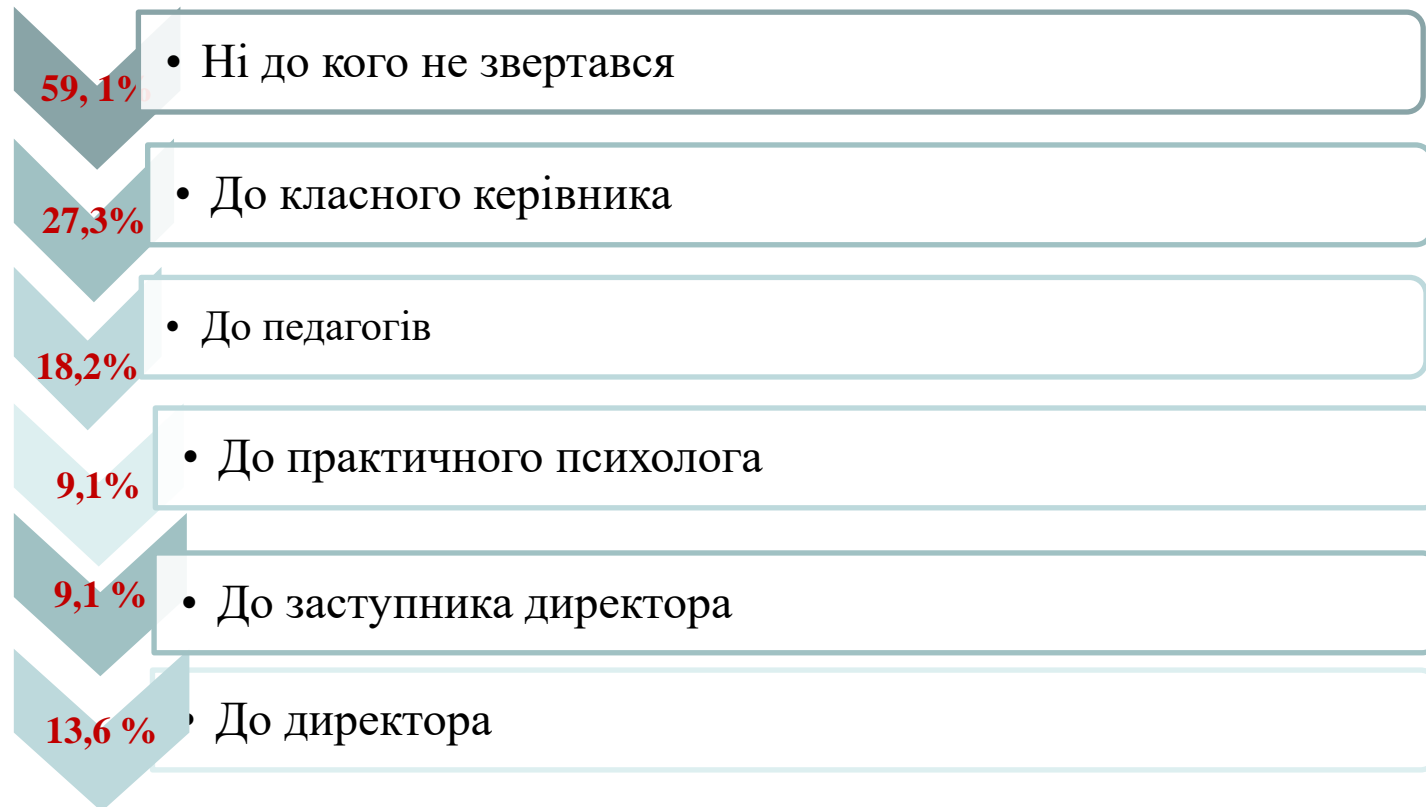 59, 1%
• Ні до кого не звертався
27,3%
• До класного керівника
18,2%
• До педагогів
9,1%
• До практичного психолога
9,1 %
• До заступника директора
13,6 %
• До директора